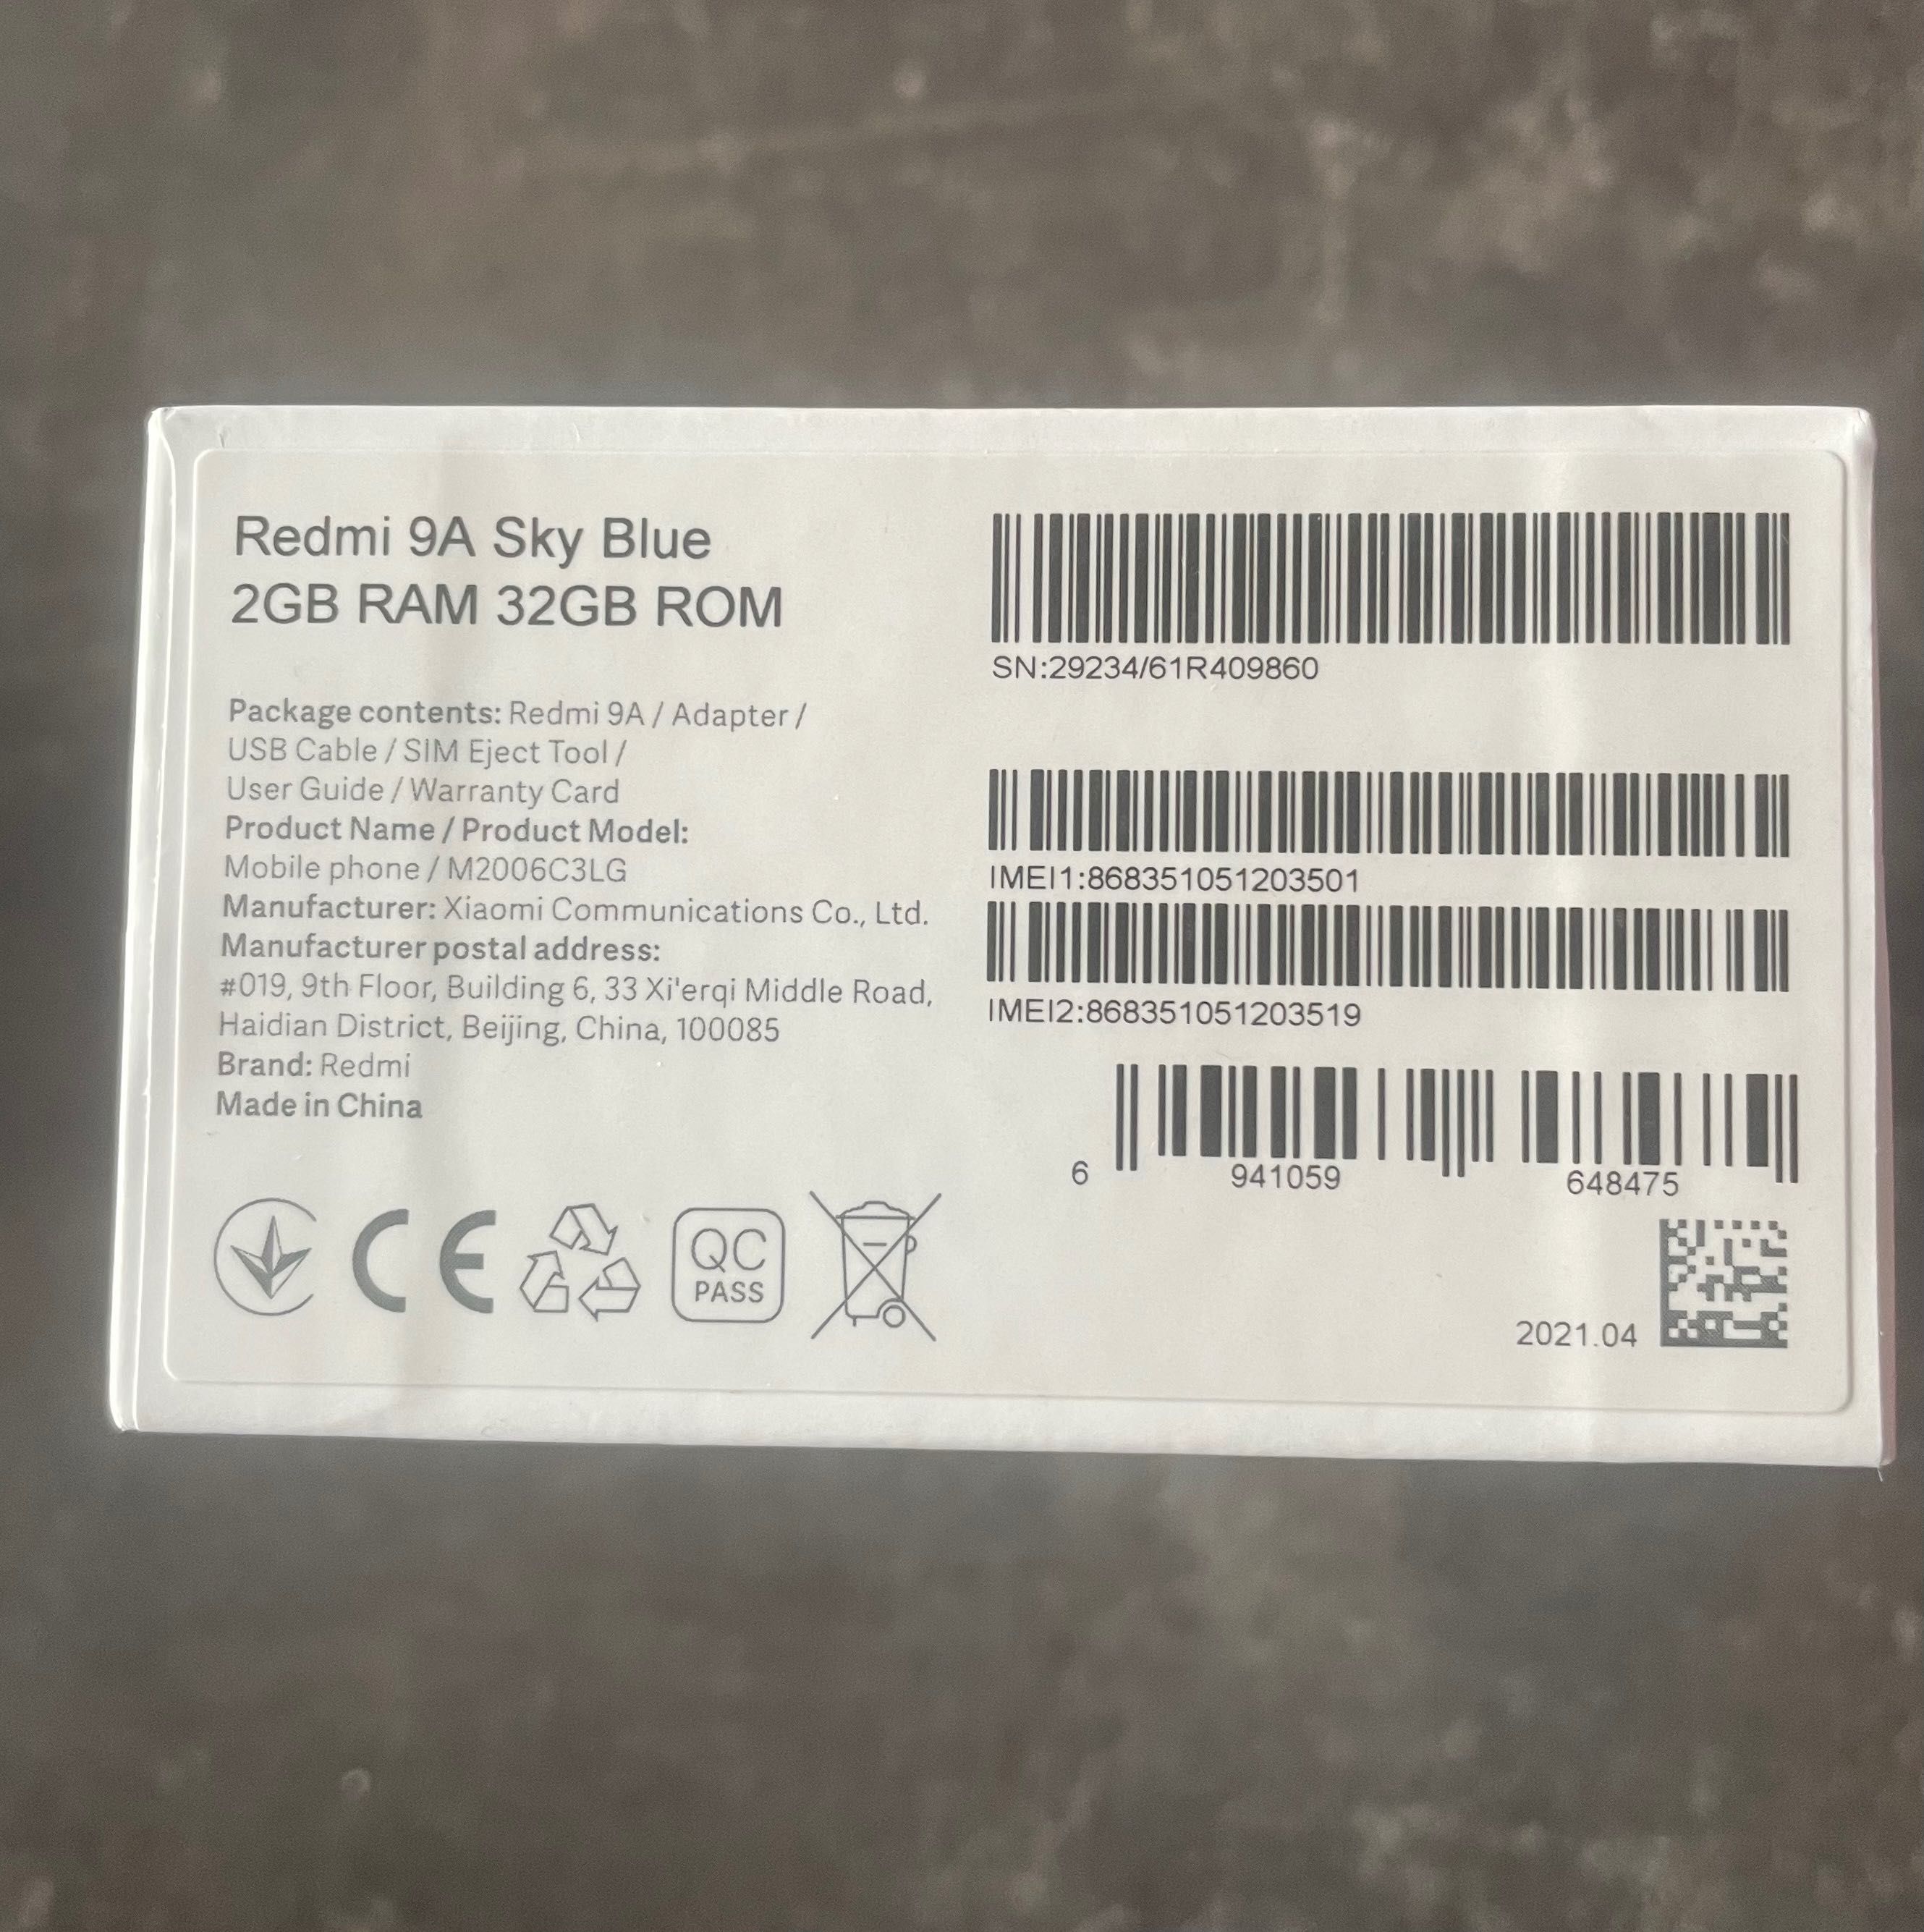 Redmi 9A Sky Blue
2GB RAM 32GB ROM
Package contents: Redmi 9A / Adapter /
USB Cable / SIM Eject Tool /
User Guide / Warranty Card
Product Name / Product Model:
Mobile phone / M2006C3LG
Manufacturer: Xiaomi Communications Co., Ltd.
Manufacturer postal address:
#019, 9th Floor, Building 6, 33 Xi'erqi Middle Road,
Haidian District, Beijing, China, 100085
Brand: Redmi
Made in China
CE
QC
PASS
SN:29234/61R409860
IMEI1:868351051203501
IMEI2:868351051203519
6 941059 648475
2021.04